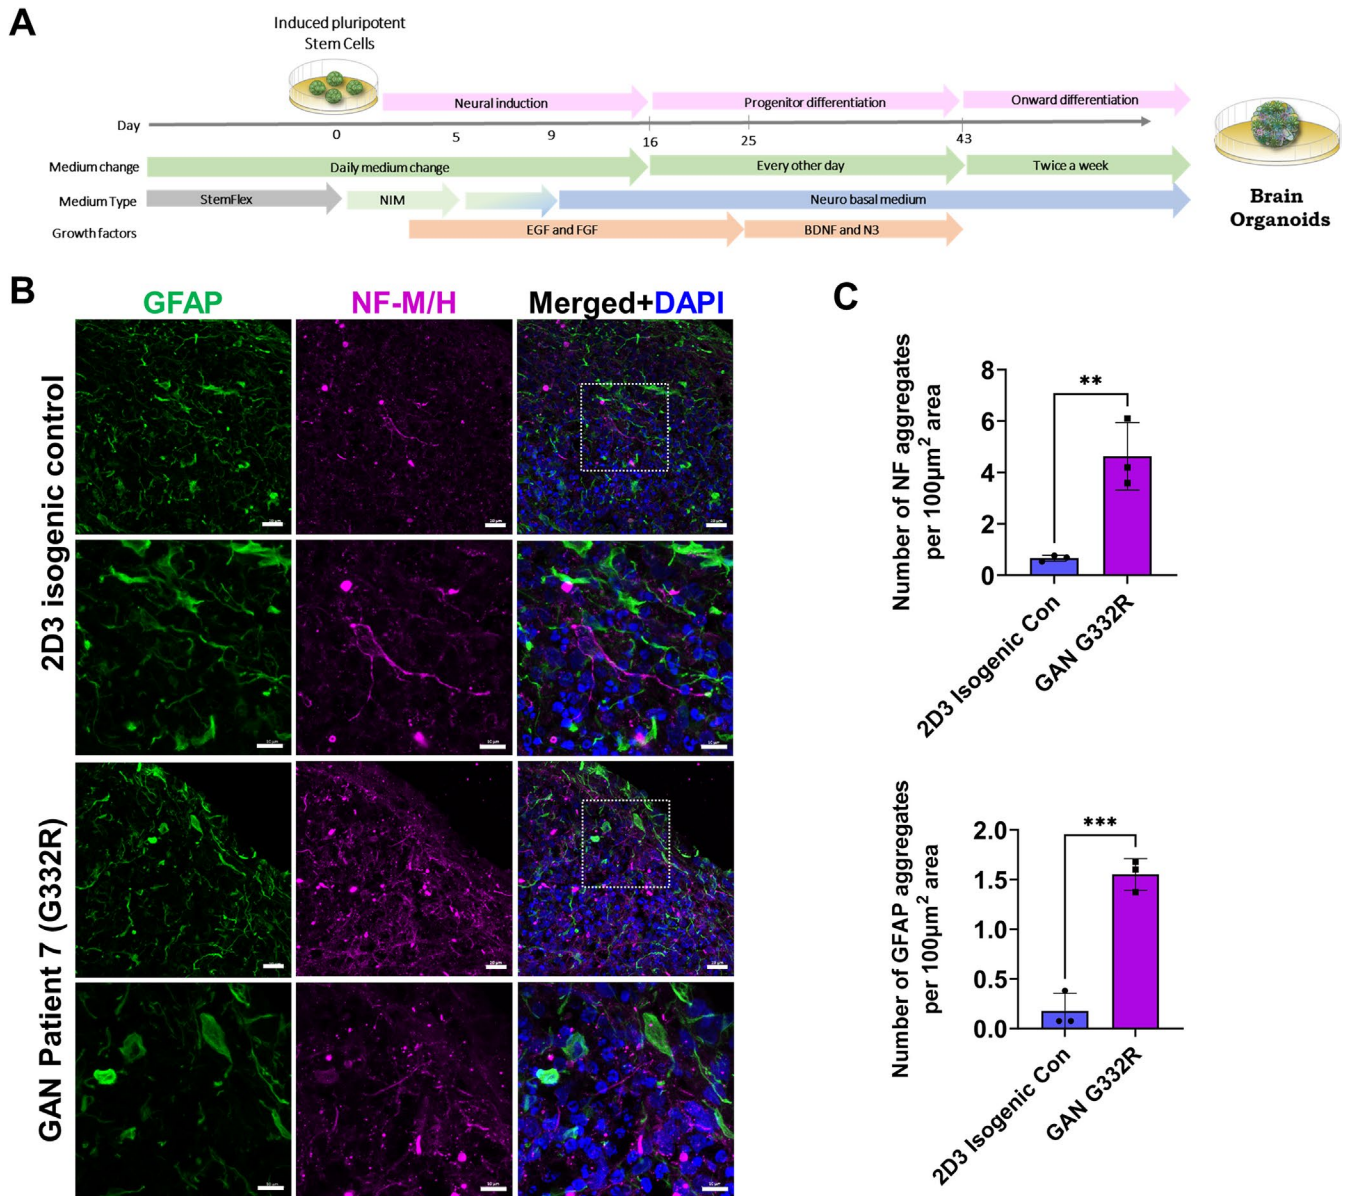 A
Induced pluripotent
Stem Cells
Neural induction
Progenitor differentiation
Onward differentiation
Day
0
5
9
16
25
43
Medium change
Daily medium change
Every other day
Twice a week
Medium Type
StemFlex
NIM
Neuro basal medium
Growth factors
EGF and FGF
BDNF and N3
Brain
Organoids
B
GFAP
NF-M/H
Merged+DAPI
2D3 isogenic control
GAN Patient 7 (G332R)
C
Number of NF aggregates
per 100µm² area
8
6
4
2
0
**
2D3 Isogenic Con
GAN G332R
Number of GFAP aggregates
per 100µm² area
2.0
1.5
1.0
0.5
0.0
***
2D3 Isogenic Con
GAN G332R